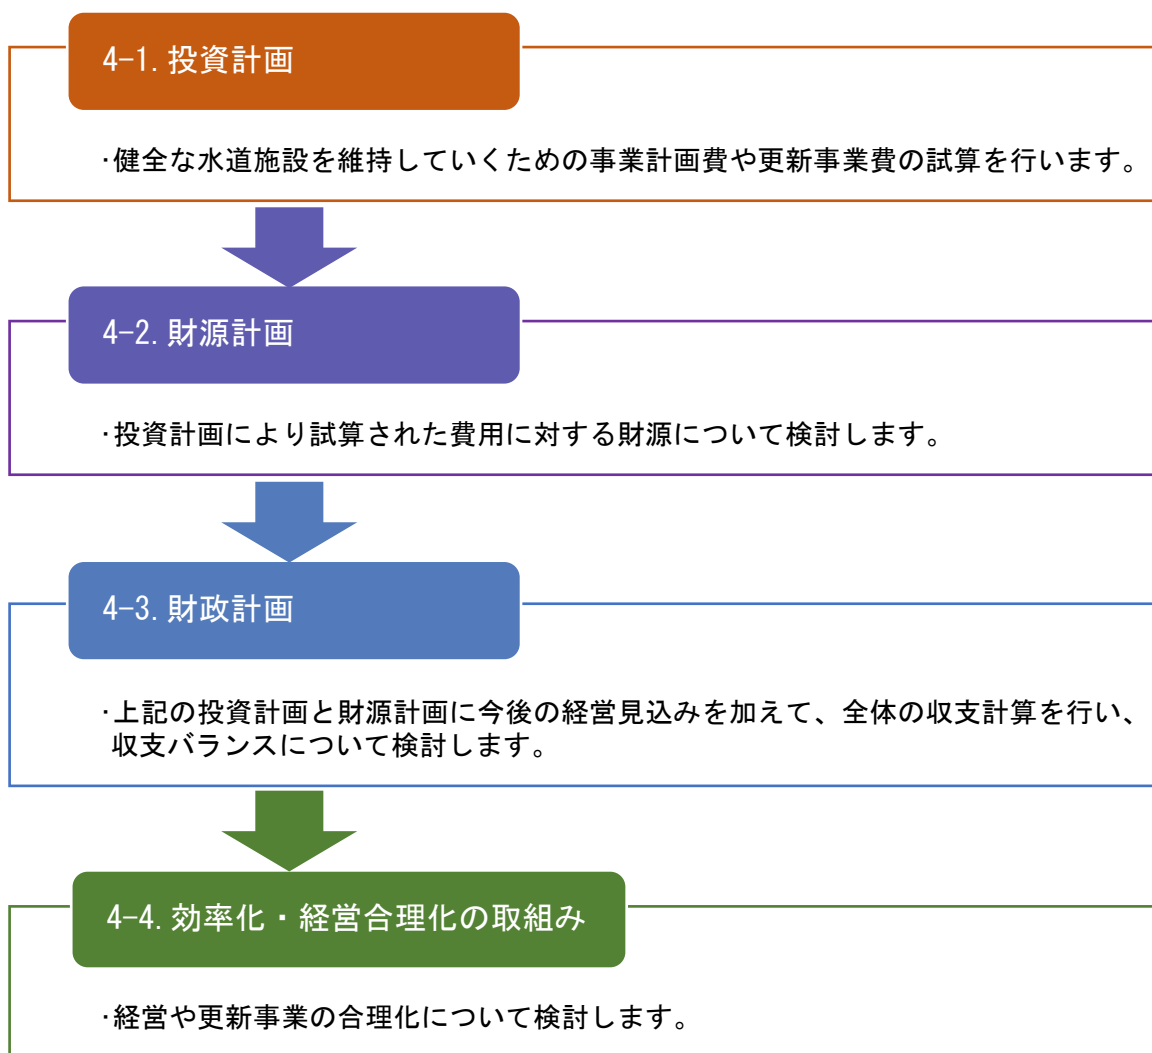 4-1.投資計画
・健全な水道施設を維持していくための事業計画費や更新事業費の試算を行います。
4-2.財源計画
・投資計画により試算された費用に対する財源について検討します。
4-3.財政計画
・上記の投資計画と財源計画に今後の経営見込みを加えて、全体の収支計算を行い、
収支バランスについて検討します。
4-4.効率化・経営合理化の取組み
・経営や更新事業の合理化について検討します。